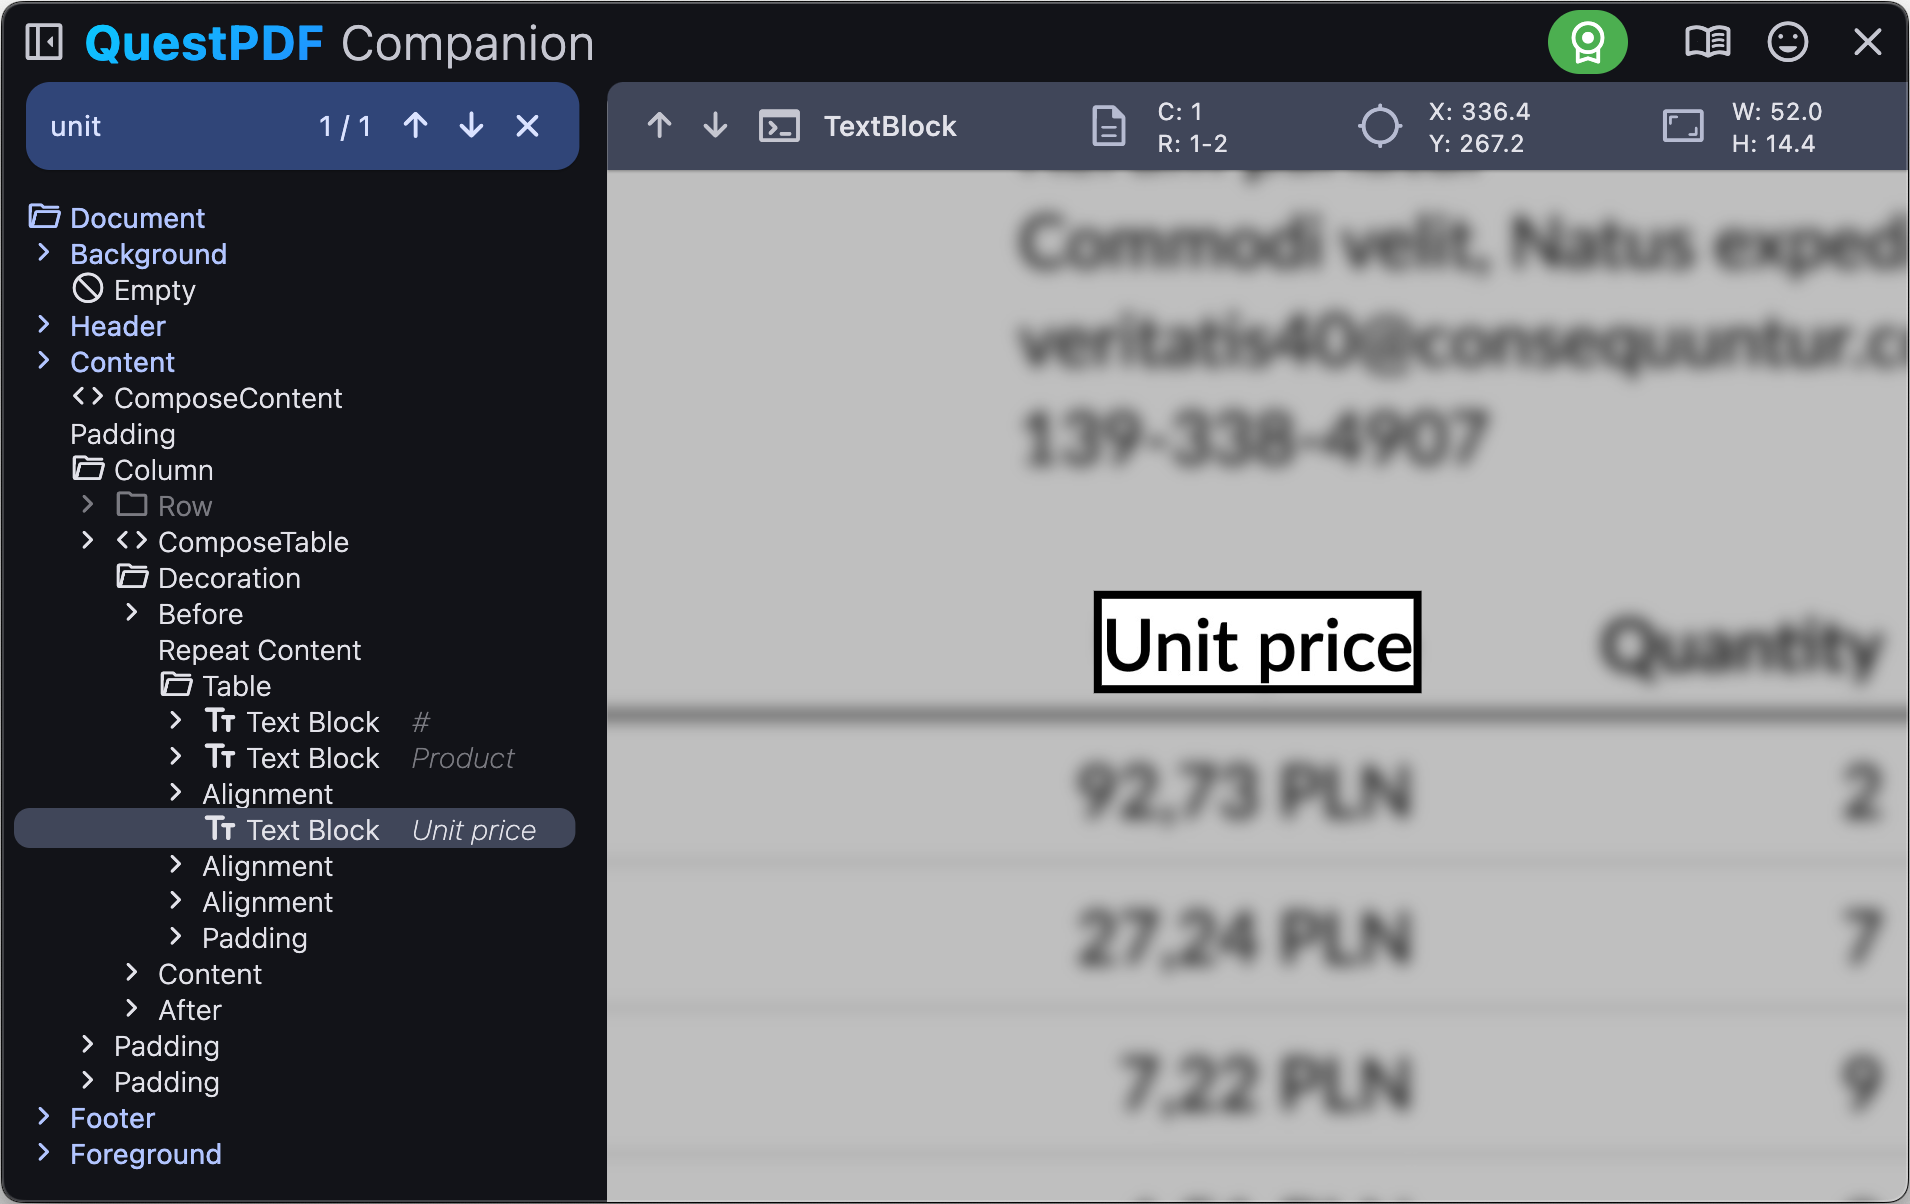 QuestPDF Companion
unit 1 / 1
Document
Background
Empty
Header
Content
ComposeContent
Padding
Column
Row
ComposeTable
Decoration
Before
Repeat Content
Table
Text Block #
Text Block Product
Alignment
Text Block Unit price
Alignment
Alignment
Padding
Content
After
Padding
Padding
Footer
Foreground
TextBlock
C: 1
R: 1-2
X: 336.4
Y: 267.2
W: 52.0
H: 14.4
Commodi velit, Natus
veritatis40@consequuntur.c
139-338-4907
Unit price Quantity
92,73 PLN 2
27,24 PLN 7
7,22 PLN 9